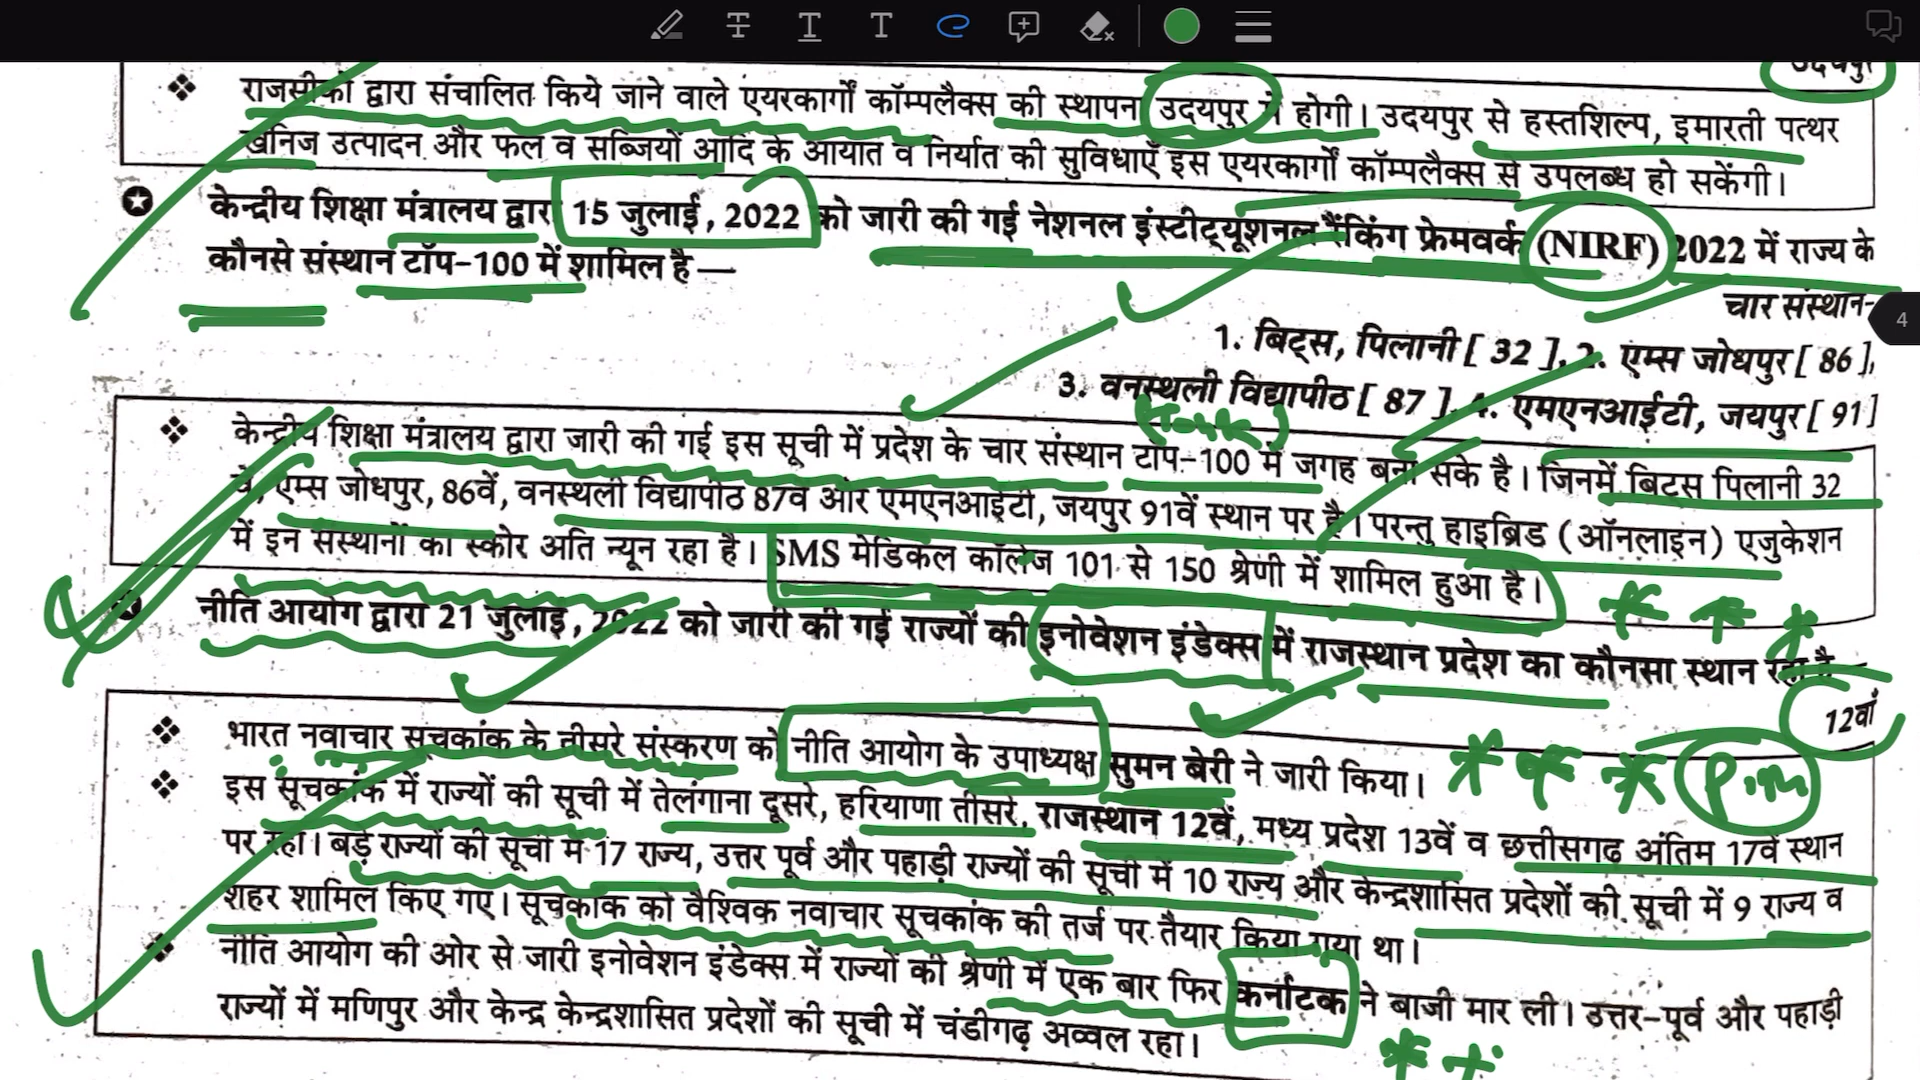 उदयपुर
❖ राजसीको द्वारा संचालित किये जाने वाले एयरकार्गो कॉम्पलैक्स की स्थापना उदयपुर में होगी। उदयपुर से हस्तशिल्प, इमारती पत्थर
खनिज उत्पादन और फल व सब्जियों आदि के आयात व निर्यात की सुविधाएँ इस एयरकार्गो कॉम्पलैक्स से उपलब्ध हो सकेंगी।
केन्द्रीय शिक्षा मंत्रालय द्वारा 15 जुलाई, 2022 को जारी की गई नेशनल इंस्टीट्यूशनल रैंकिंग फ्रेमवर्क (NIRF) 2022 में राज्य के
कौनसे संस्थान टॉप-100 में शामिल है—
चार संस्थान-
4
1. बिट्स, पिलानी [ 32 ], 2. एम्स जोधपुर [ 86 ],
3. वनस्थली विद्यापीठ [ 87 ], 4. एमएनआईटी, जयपुर [ 91 ]
❖ केन्द्रीय शिक्षा मंत्रालय द्वारा जारी की गई इस सूची में प्रदेश के चार संस्थान टॉप-100 में जगह बना सके है। जिनमें बिटस पिलानी 32
वें, एम्स जोधपुर, 86वें, वनस्थली विद्यापीठ 87वें और एमएनआईटी, जयपुर 91वें स्थान पर है। परन्तु हाइब्रिड (ऑनलाइन) एजुकेशन
में इन संस्थानों का स्कोर अति न्यून रहा है। SMS मेडिकल कॉलेज 101 से 150 श्रेणी में शामिल हुआ है।
नीति आयोग द्वारा 21 जुलाई, 2022 को जारी की गई राज्यों की इनोवेशन इंडेक्स में राजस्थान प्रदेश का कौनसा स्थान रहा है
12वां
❖ भारत नवाचार सूचकांक के तीसरे संस्करण को नीति आयोग के उपाध्यक्ष सुमन बेरी ने जारी किया।
❖ इस सूचकांक में राज्यों की सूची में तेलंगाना दूसरे, हरियाणा तीसरे, राजस्थान 12वें, मध्य प्रदेश 13वें व छत्तीसगढ़ अंतिम 17वें स्थान
पर रहा। बड़े राज्यों की सूची में 17 राज्य, उत्तर पूर्व और पहाड़ी राज्यों की सूची में 10 राज्य और केन्द्रशासित प्रदेशों की सूची में 9 राज्य व
शहर शामिल किए गए। सूचकांक को वैश्विक नवाचार सूचकांक की तर्ज पर तैयार किया गया था।
❖ नीति आयोग की ओर से जारी इनोवेशन इंडेक्स में राज्यों की श्रेणी में एक बार फिर कर्नाटक ने बाजी मार ली। उत्तर-पूर्व और पहाड़ी
राज्यों में मणिपुर और केन्द्र केन्द्रशासित प्रदेशों की सूची में चंडीगढ़ अव्वल रहा।